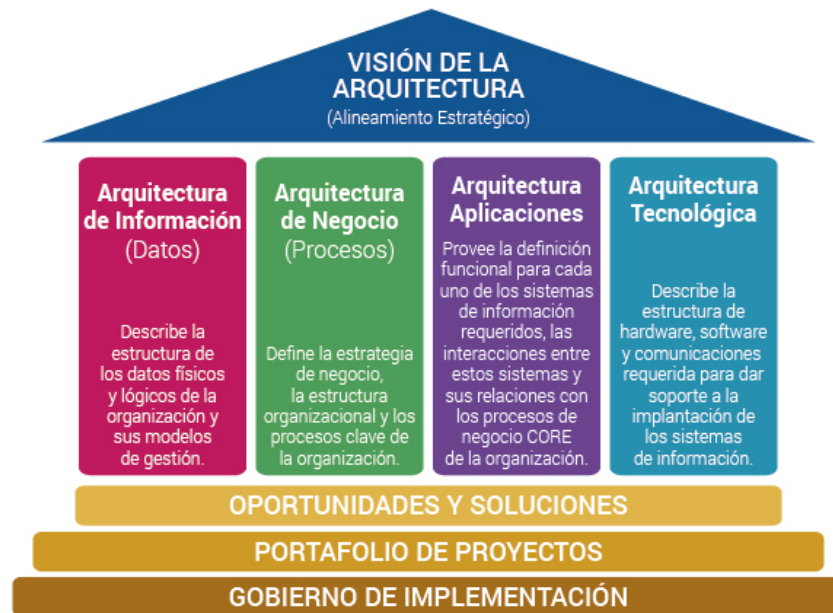 VISIÓN DE LA
ARQUITECTURA
(Alineamiento Estratégico)
Arquitectura
de Información
(Datos)
Describe la
estructura de
los datos físicos
y lógicos de la
organización y
sus modelos
de gestión.
Arquitectura
de Negocio
(Procesos)
Define la estrategia
de negocio,
la estructura
organizacional y los
procesos clave de
la organización.
Arquitectura
Aplicaciones
Provee la definición
funcional para cada
uno de los sistemas
de información
requeridos, las
interacciones entre
estos sistemas y
sus relaciones con
los procesos de
negocio CORE
de la organización.
Arquitectura
Tecnológica
Describe la
estructura de
hardware, software
y comunicaciones
requerida para dar
soporte a la
implantación de
los sistemas
de información.
OPORTUNIDADES Y SOLUCIONES
PORTAFOLIO DE PROYECTOS
GOBIERNO DE IMPLEMENTACIÓN